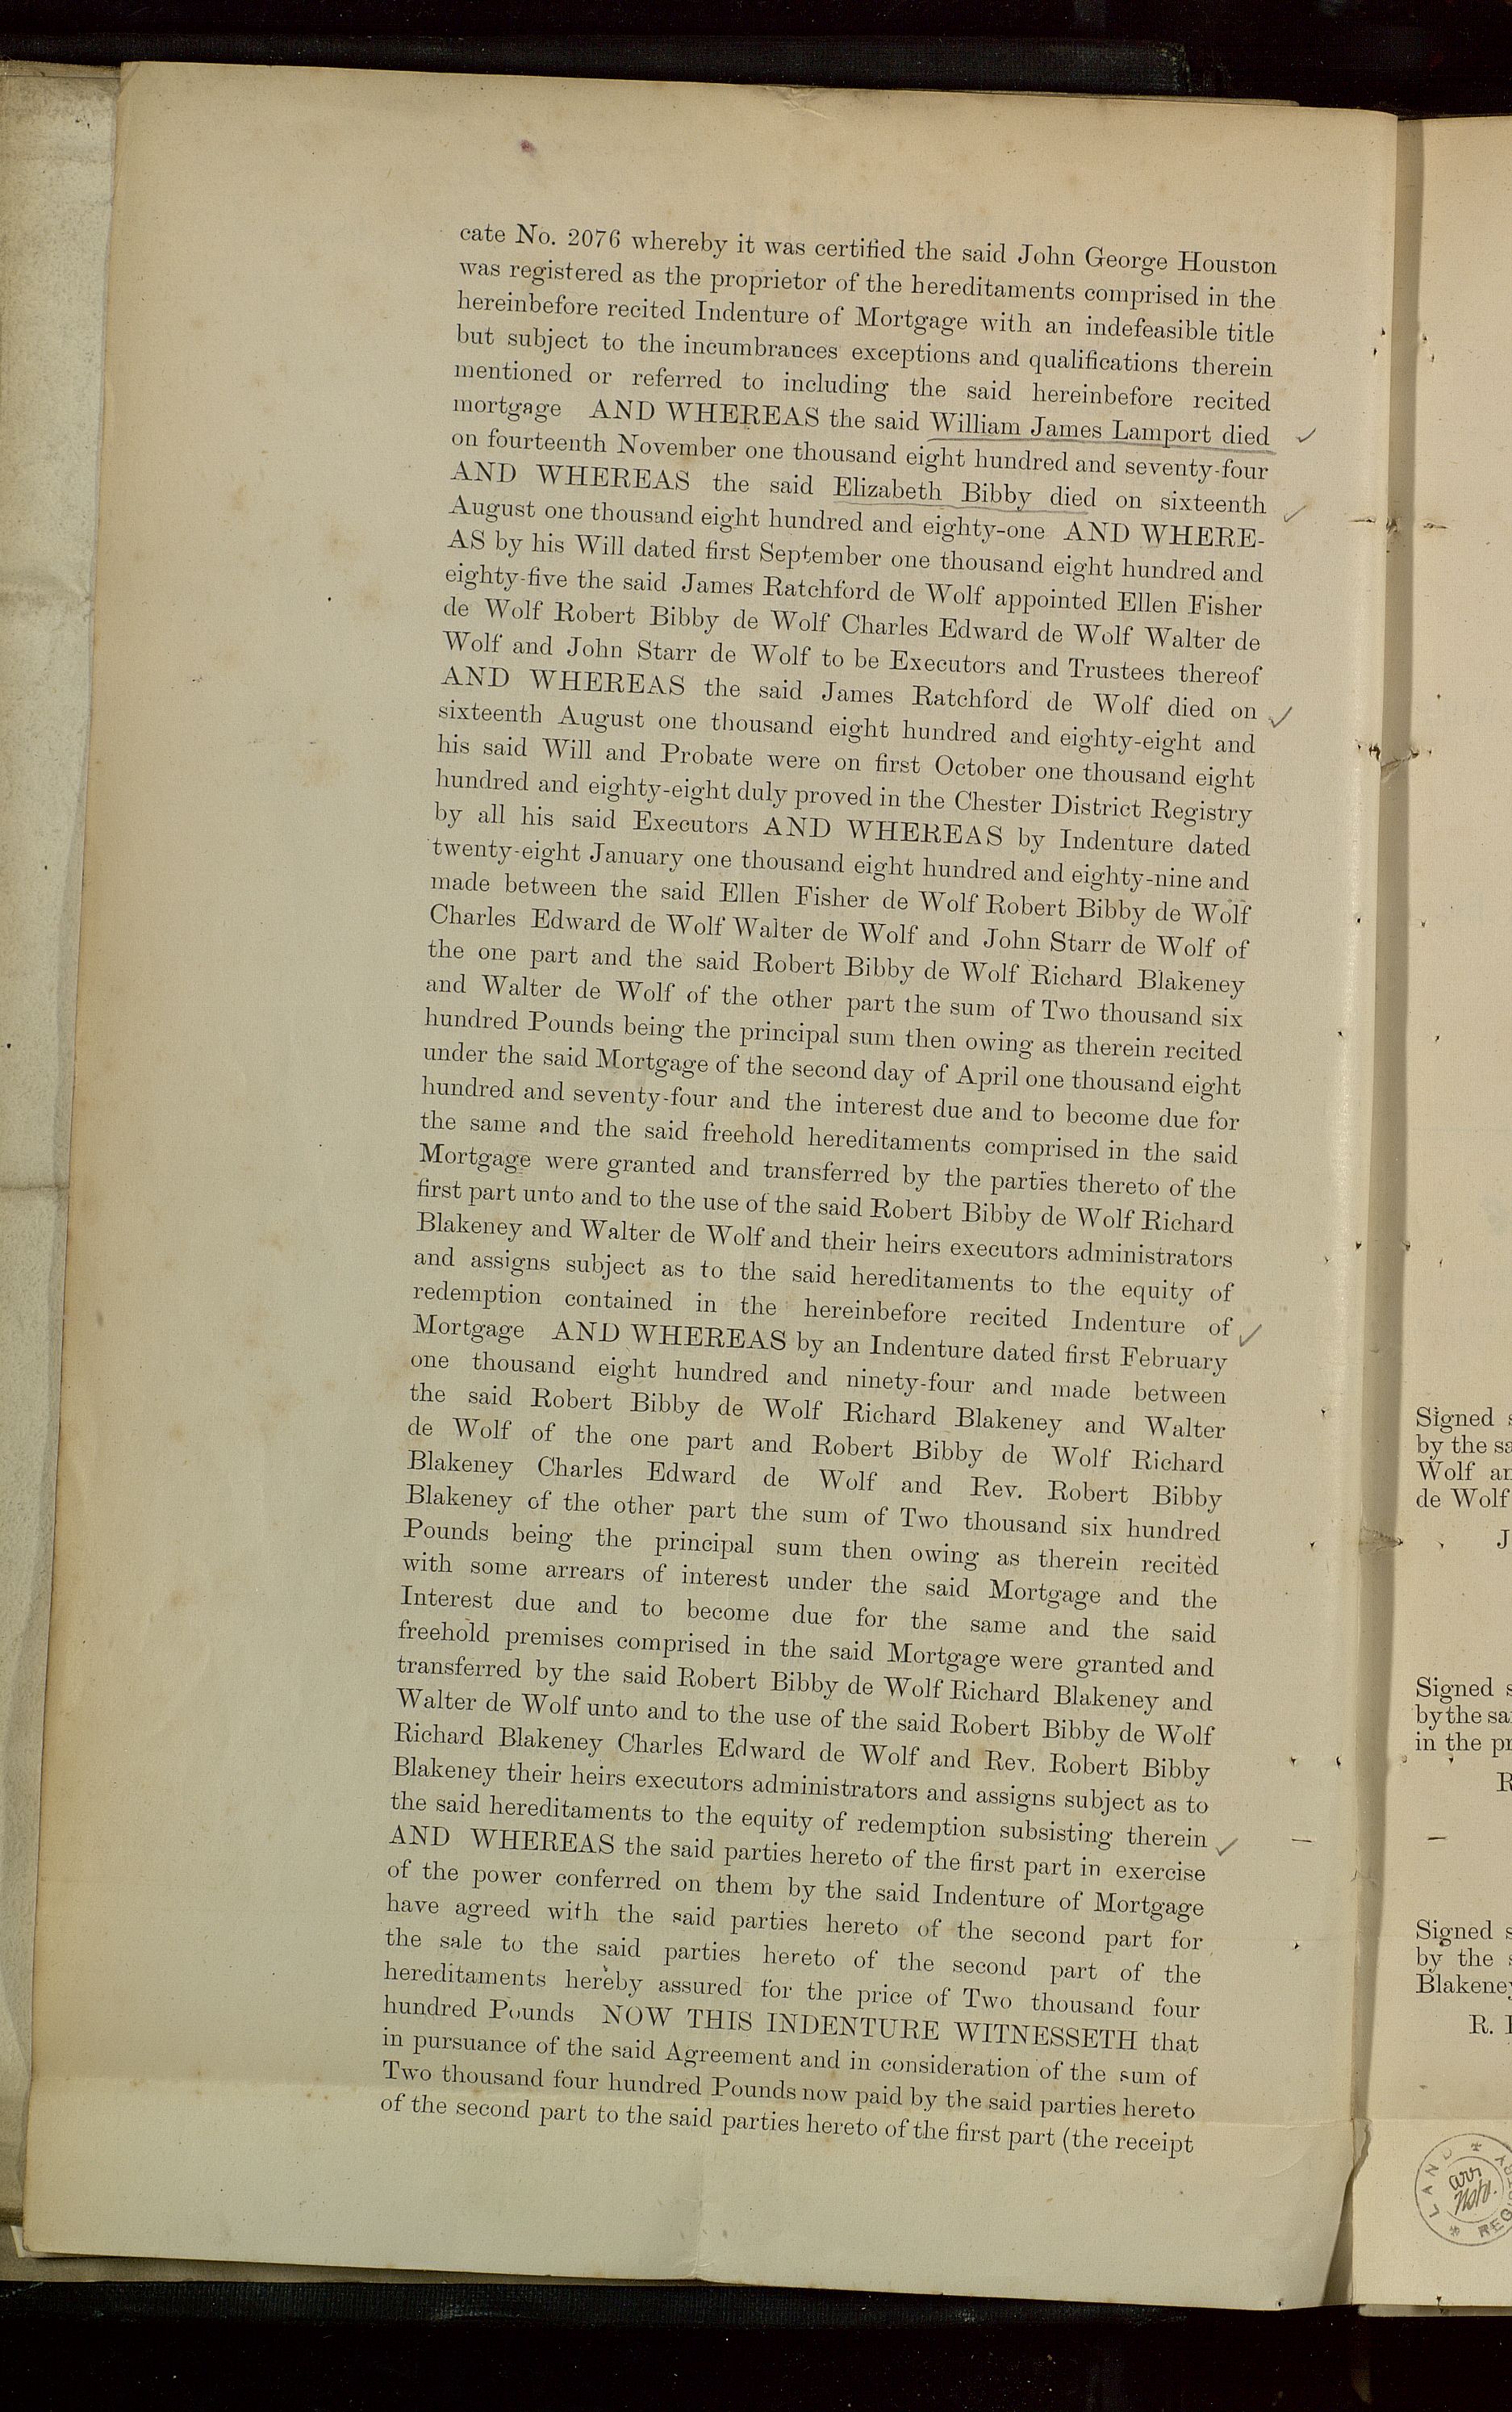 cate No. 2076 whereby it was certified the said John George Houston
was registered as the proprietor of the hereditaments comprised in the
hereinbefore recited Indenture of Mortgage with an indefeasible title
but subject to the incumbrances exceptions and qualifications therein
mentioned or referred to including the said hereinbefore recited
mortgage AND WHEREAS the said William James Lamport died
on fourteenth November one thousand eight hundred and seventy-four
AND WHEREAS the said Elizabeth Bibby died on sixteenth
August one thousand eight hundred and eighty-one AND WHERE-
AS by his Will dated first September one thousand eight hundred and
eighty-five the said James Ratchford de Wolf appointed Ellen Fisher
de Wolf Robert Bibby de Wolf Charles Edward de Wolf Walter de
Wolf and John Starr de Wolf to be Executors and Trustees thereof
AND WHEREAS the said James Ratchford de Wolf died on
sixteenth August one thousand eight hundred and eighty-eight and
his said Will and Probate were on first October one thousand eight
hundred and eighty-eight duly proved in the Chester District Registry
by all his said Executors AND WHEREAS by Indenture dated
twenty-eight January one thousand eight hundred and eighty-nine and
made between the said Ellen Fisher de Wolf Robert Bibby de Wolf
Charles Edward de Wolf Walter de Wolf and John Starr de Wolf of
the one part and the said Robert Bibby de Wolf Richard Blakeney
and Walter de Wolf of the other part the sum of Two thousand six
hundred Pounds being the principal sum then owing as therein recited
under the said Mortgage of the second day of April one thousand eight
hundred and seventy-four and the interest due and to become due for
the same and the said freehold hereditaments comprised in the said
Mortgage were granted and transferred by the parties thereto of the
first part unto and to the use of the said Robert Bibby de Wolf Richard
Blakeney and Walter de Wolf and their heirs executors administrators
and assigns subject as to the said hereditaments to the equity of
redemption contained in the hereinbefore recited Indenture of
Mortgage AND WHEREAS by an Indenture dated first February
one thousand eight hundred and ninety-four and made between
the said Robert Bibby de Wolf Richard Blakeney and Walter
de Wolf of the one part and Robert Bibby de Wolf Richard
Blakeney Charles Edward de Wolf and Rev. Robert Bibby
Blakeney of the other part the sum of Two thousand six hundred
Pounds being the principal sum then owing as therein recited
with some arrears of interest under the said Mortgage and the
Interest due and to become due for the same and the said
freehold premises comprised in the said Mortgage were granted and
transferred by the said Robert Bibby de Wolf Richard Blakeney and
Walter de Wolf unto and to the use of the said Robert Bibby de Wolf
Richard Blakeney Charles Edward de Wolf and Rev. Robert Bibby
Blakeney their heirs executors administrators and assigns subject as to
the said hereditaments to the equity of redemption subsisting therein
AND WHEREAS the said parties hereto of the first part in exercise
of the power conferred on them by the said Indenture of Mortgage
have agreed with the said parties hereto of the second part for
the sale to the said parties hereto of the second part of the
hereditaments hereby assured for the price of Two thousand four
hundred Pounds NOW THIS INDENTURE WITNESSETH that
in pursuance of the said Agreement and in consideration of the sum of
Two thousand four hundred Pounds now paid by the said parties hereto
of the second part to the said parties hereto of the first part (the receipt
Signed
by the
Wolf
de Wolf
J
Signed
by the
in the
R
Signed
by the
Blakeney
R.
LAND